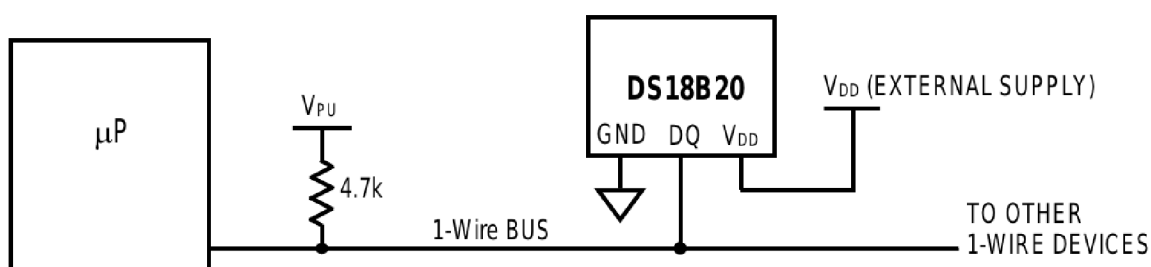 µP
VPU
4.7k
1-Wire BUS
DS18B20
GND DQ VDD
VDD (EXTERNAL SUPPLY)
TO OTHER
1-WIRE DEVICES